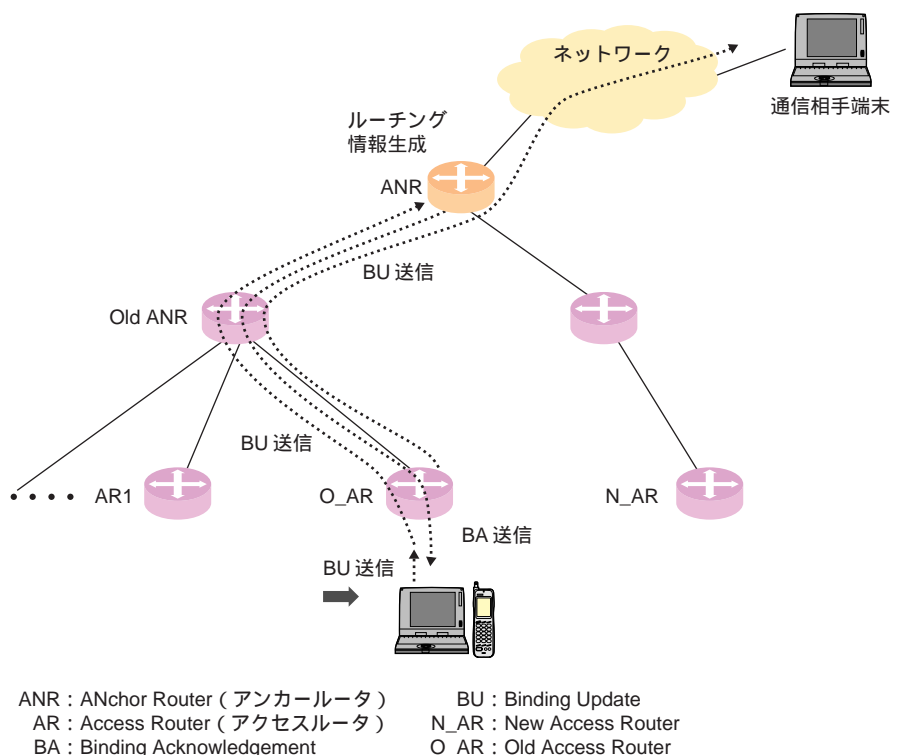 ネットワーク
通信相手端末
ルーチング
情報生成
ANR
BU 送信
Old ANR
BU 送信
AR1
O_AR
N_AR
BA 送信
BU 送信
ANR：ANchor Router（アンカールータ）
AR：Access Router（アクセスルータ）
BA：Binding Acknowledgement
BU：Binding Update
N_AR：New Access Router
O_AR：Old Access Router